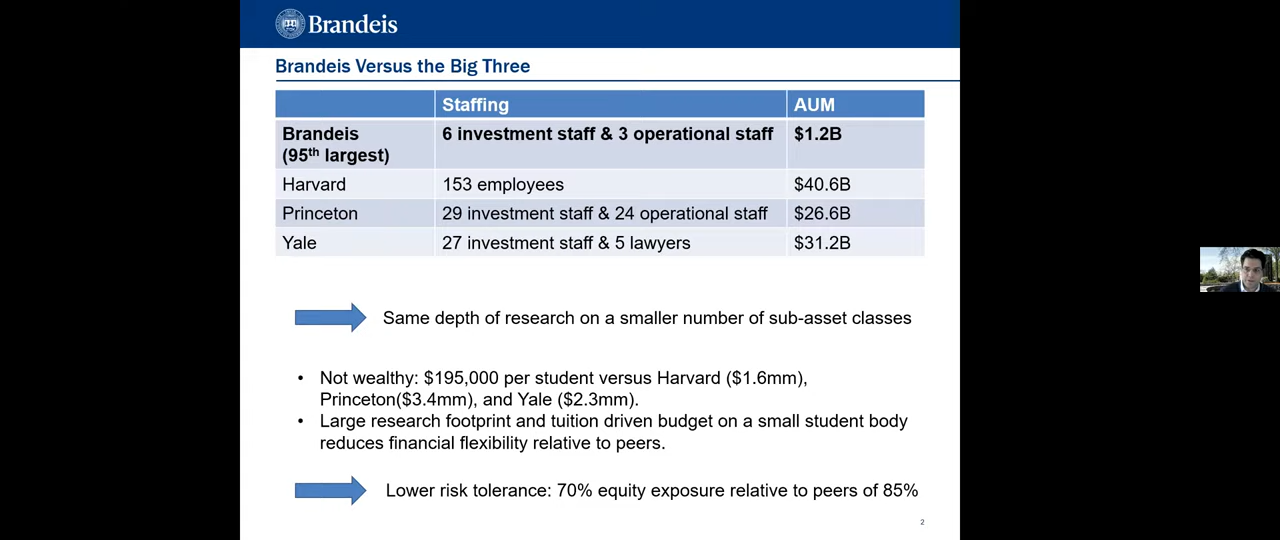 Brandeis
Brandeis Versus the Big Three
Staffing AUM
Brandeis (95th largest) 6 investment staff & 3 operational staff $1.2B
Harvard 153 employees $40.6B
Princeton 29 investment staff & 24 operational staff $26.6B
Yale 27 investment staff & 5 lawyers $31.2B
Same depth of research on a smaller number of sub-asset classes
• Not wealthy: $195,000 per student versus Harvard ($1.6mm),
Princeton($3.4mm), and Yale ($2.3mm).
• Large research footprint and tuition driven budget on a small student body
reduces financial flexibility relative to peers.
Lower risk tolerance: 70% equity exposure relative to peers of 85%
2